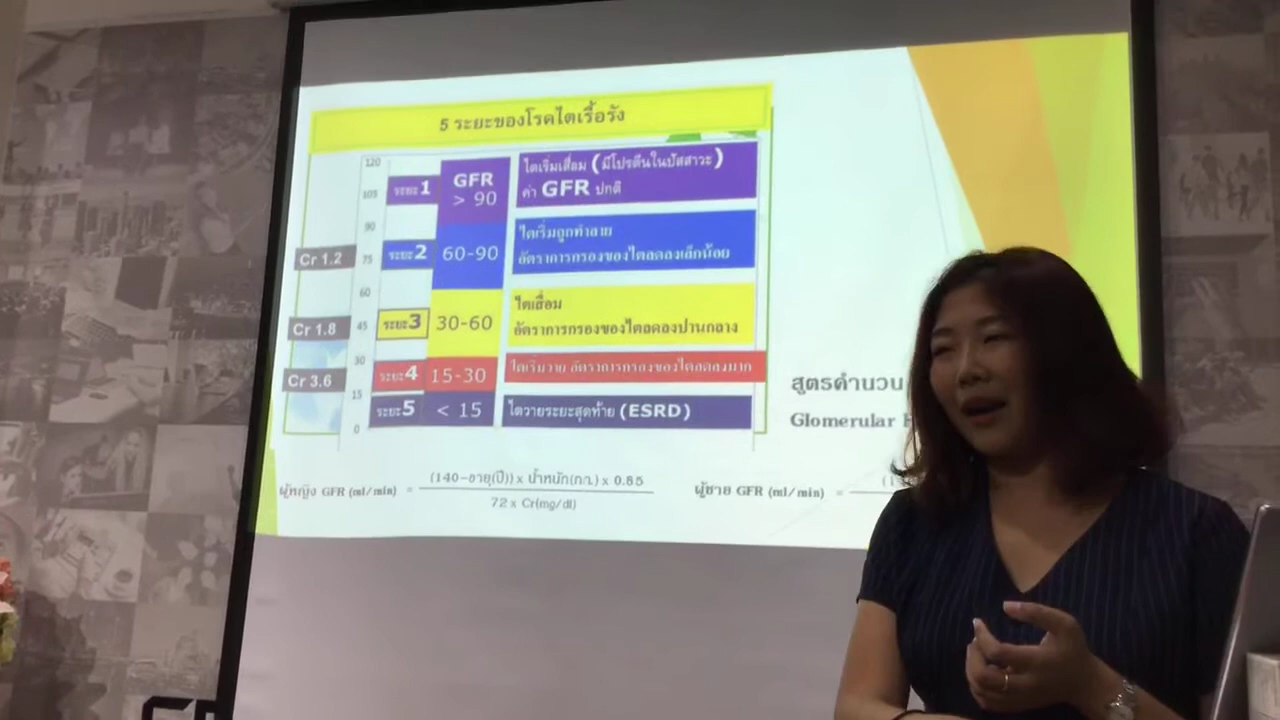 5 ระยะของโรคไตเรื้อรัง
120
105
90
75
60
45
30
15
0
Cr 1.2
Cr 1.8
Cr 3.6
ระยะ1
GFR
> 90
ไตเริ่มเสื่อม (มีโปรตีนในปัสสาวะ)
ค่า GFR ปกติ
ระยะ2
60-90
ไตเริ่มถูกทำลาย
อัตราการกรองของไตลดลงเล็กน้อย
ระยะ3
30-60
ไตเสื่อม
อัตราการกรองของไตลดลงปานกลาง
ระยะ4
15-30
ไตเริ่มวาย อัตราการกรองของไตลดลงมาก
ระยะ5
< 15
ไตวายระยะสุดท้าย (ESRD)
สูตรคำนวน
Glomerular
ผู้หญิง GFR (ml/min) = (140-อายุ(ปี)) x น้ำหนัก(กก.) x 0.85
72 x Cr(mg/dl)
ผู้ชาย GFR (ml/min) =